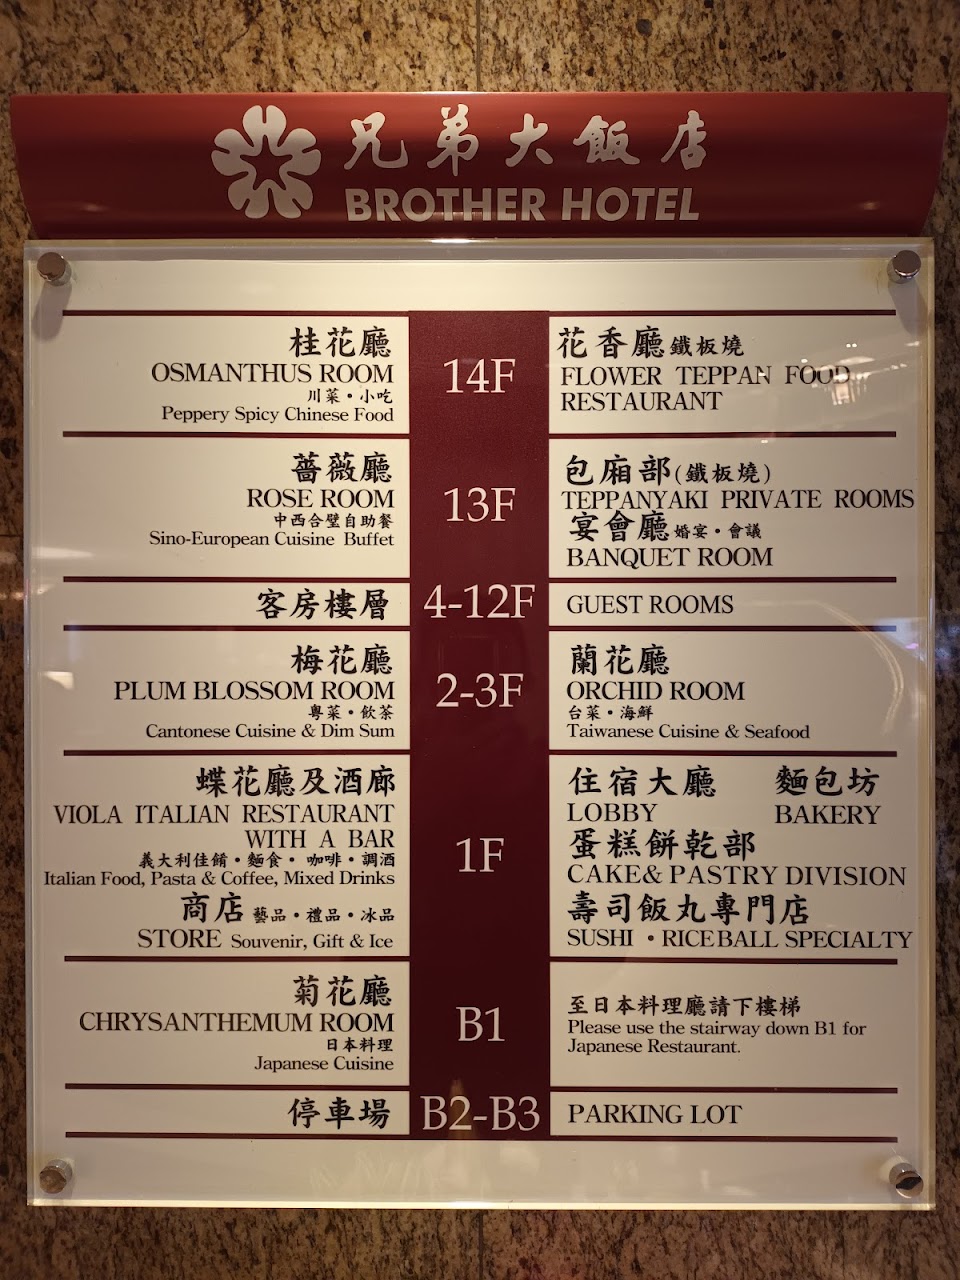 兄弟大飯店
BROTHER HOTEL
桂花廳
OSMANTHUS ROOM
川菜・小吃
Peppery Spicy Chinese Food
14F
花香廳 鐵板燒
FLOWER TEPPAN FOOD
RESTAURANT
薔薇廳
ROSE ROOM
中西合璧自助餐
Sino-European Cuisine Buffet
13F
包廂部(鐵板燒)
TEPPANYAKI PRIVATE ROOMS
宴會廳 婚宴・會議
BANQUET ROOM
客房樓層
4-12F
GUEST ROOMS
梅花廳
PLUM BLOSSOM ROOM
粵菜・飲茶
Cantonese Cuisine & Dim Sum
2-3F
蘭花廳
ORCHID ROOM
台菜・海鮮
Taiwanese Cuisine & Seafood
蝶花廳及酒廊
VIOLA ITALIAN RESTAURANT
WITH A BAR
義大利佳餚・麵食・咖啡・調酒
Italian Food, Pasta & Coffee, Mixed Drinks
商店 藝品・禮品・冰品
STORE Souvenir, Gift & Ice
1F
住宿大廳 麵包坊
LOBBY BAKERY
蛋糕餅乾部
CAKE& PASTRY DIVISION
壽司飯丸專門店
SUSHI・RICEBALL SPECIALTY
菊花廳
CHRYSANTHEMUM ROOM
日本料理
Japanese Cuisine
B1
至日本料理廳請下樓梯
Please use the stairway down B1 for
Japanese Restaurant.
停車場
B2-B3
PARKING LOT